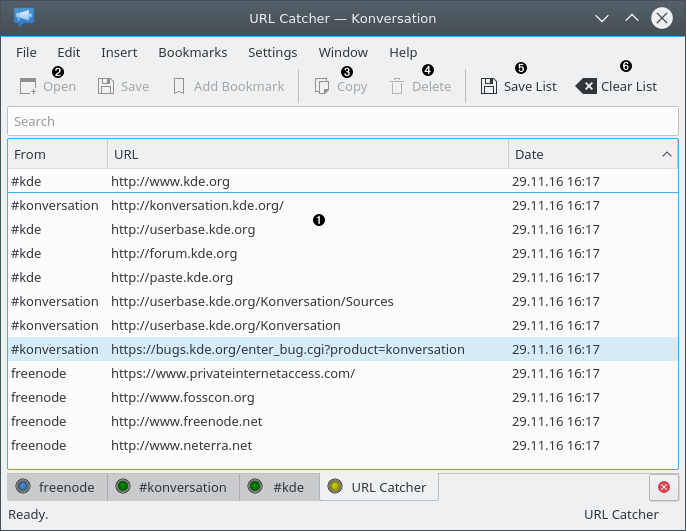 URL Catcher — Konversation
File Edit Insert Bookmarks Settings Window Help
2 3 4 5 6
Open Save Add Bookmark Copy Delete Save List Clear List
Search
From URL Date
#kde http://www.kde.org 29.11.16 16:17
#konversation http://konversation.kde.org/ 29.11.16 16:17
1
#kde http://userbase.kde.org 29.11.16 16:17
#kde http://forum.kde.org 29.11.16 16:17
#kde http://paste.kde.org 29.11.16 16:17
#konversation http://userbase.kde.org/Konversation/Sources 29.11.16 16:17
#konversation http://userbase.kde.org/Konversation 29.11.16 16:17
#konversation https://bugs.kde.org/enter_bug.cgi?product=konversation 29.11.16 16:17
freenode https://www.privateinternetaccess.com/ 29.11.16 16:17
freenode http://www.fosscon.org 29.11.16 16:17
freenode http://www.freenode.net 29.11.16 16:17
freenode http://www.neterra.net 29.11.16 16:17
freenode #konversation #kde URL Catcher
Ready. URL Catcher